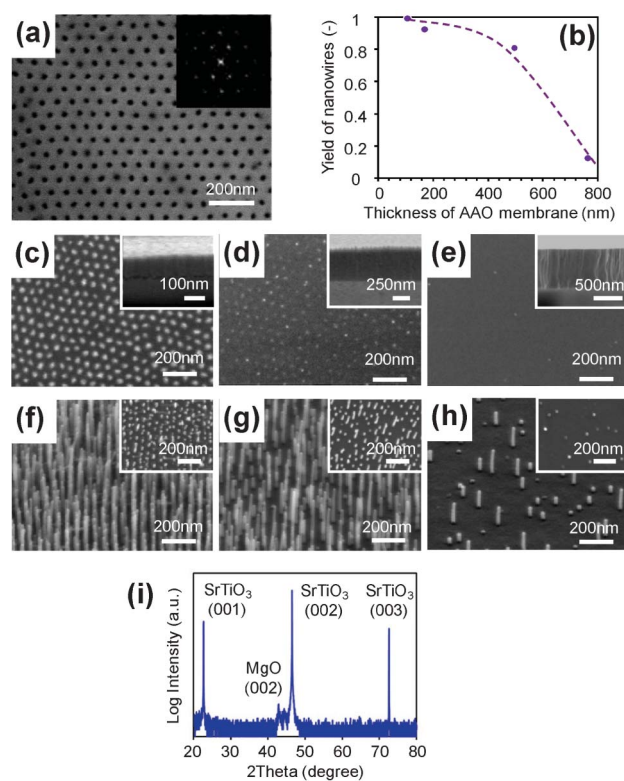 (a)
200nm
(b)
Yield of nanowires (-)
1
0.8
0.6
0.4
0.2
0
0 200 400 600 800
Thickness of AAO membrane (nm)
(c)
100nm
200nm
(d)
250nm
200nm
(e)
500nm
200nm
(f)
200nm
200nm
(g)
200nm
200nm
(h)
200nm
200nm
(i)
SrTiO₃
(001)
SrTiO₃
(002)
SrTiO₃
(003)
MgO
(002)
Log Intensity (a.u.)
20 30 40 50 60 70 80
2Theta (degree)